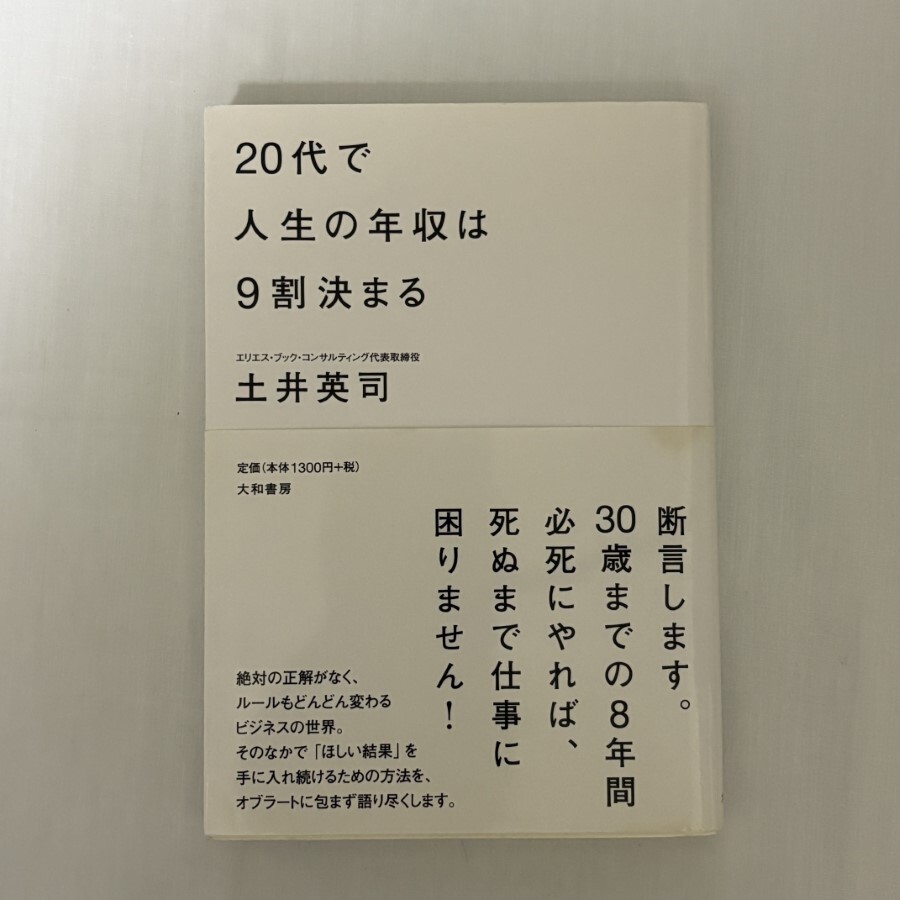 20代で
人生の年収は
9割決まる
エリエス・ブック・コンサルティング代表取締役
土井英司
定価(本体1300円+税)
大和書房
断言します。
30歳までの8年間
必死にやれば、
死ぬまで仕事に
困りません!
絶対の正解がなく、
ルールもどんどん変わる
ビジネスの世界。
そのなかで「ほしい結果」を
手に入れ続けるための方法を、
オブラートに包まず語り尽くします。